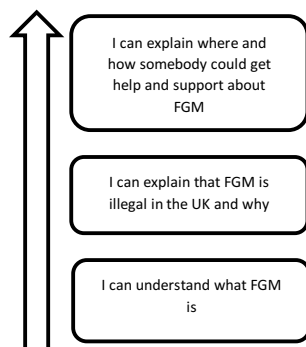 I can explain where and
how somebody could get
help and support about
FGM
I can explain that FGM is
illegal in the UK and why
I can understand what FGM
is